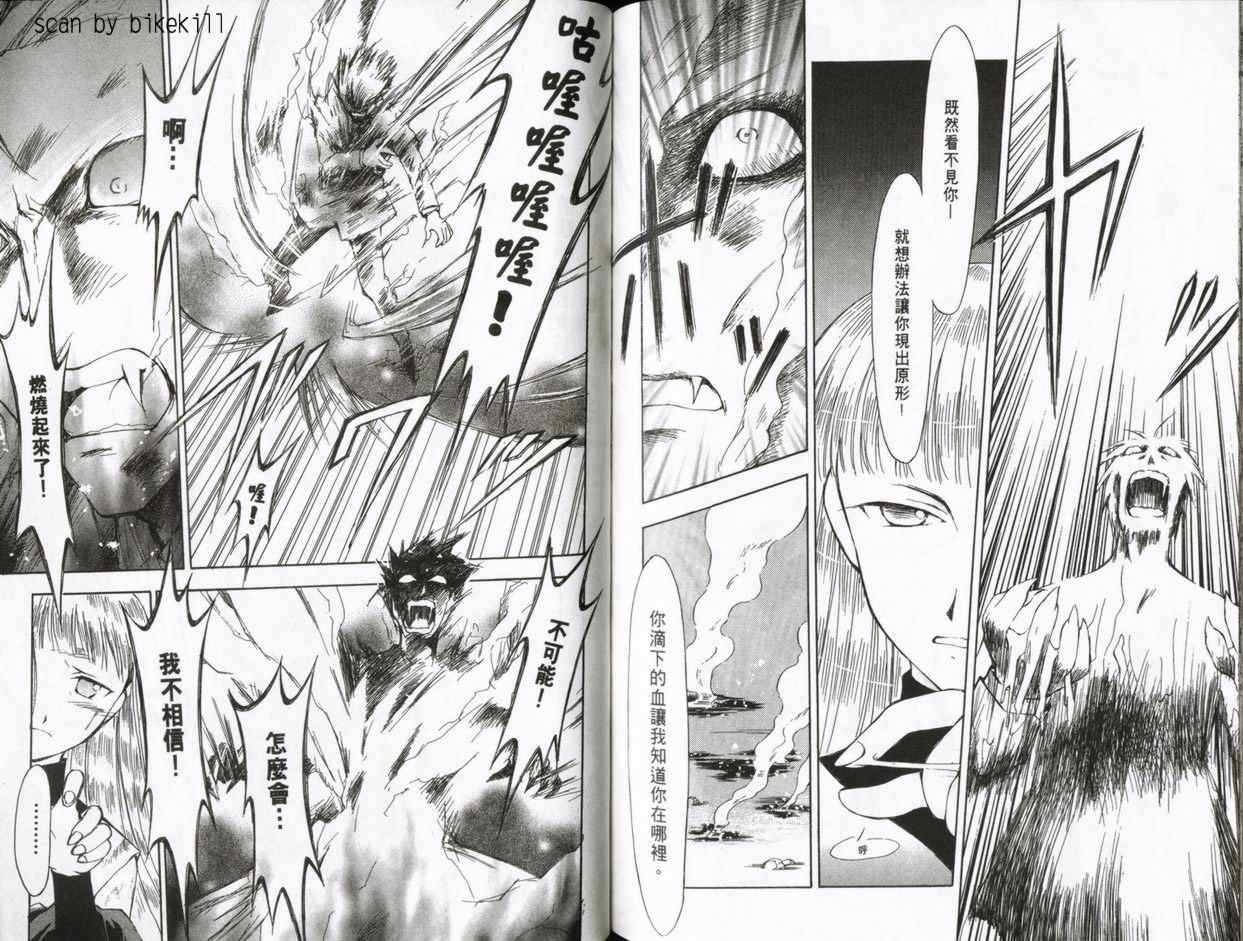 scan by bikekill
既然看不見你—
就想辦法讓你現出原形！
呼
你滴下的血讓我知道你在哪裡。
咕喔喔喔喔！
啊…
喔！
燃燒起來了！
不可能！
怎麼會…
我不相信！
………